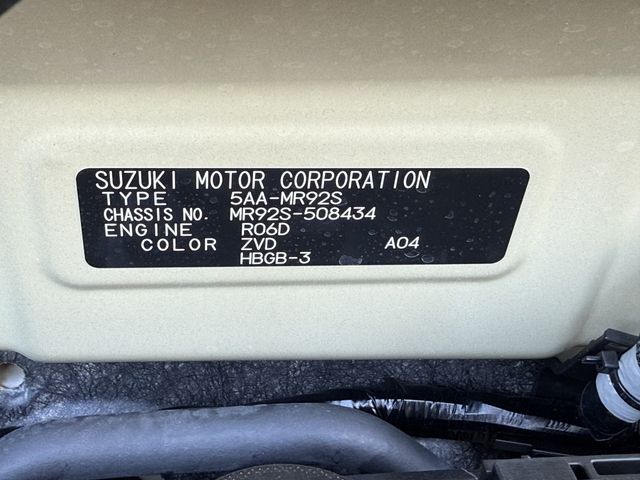 SUZUKI MOTOR CORPORATION
TYPE 5AA-MR92S
CHASSIS NO. MR92S-508434
ENGINE R06D
COLOR ZVD A04
HBGB-3